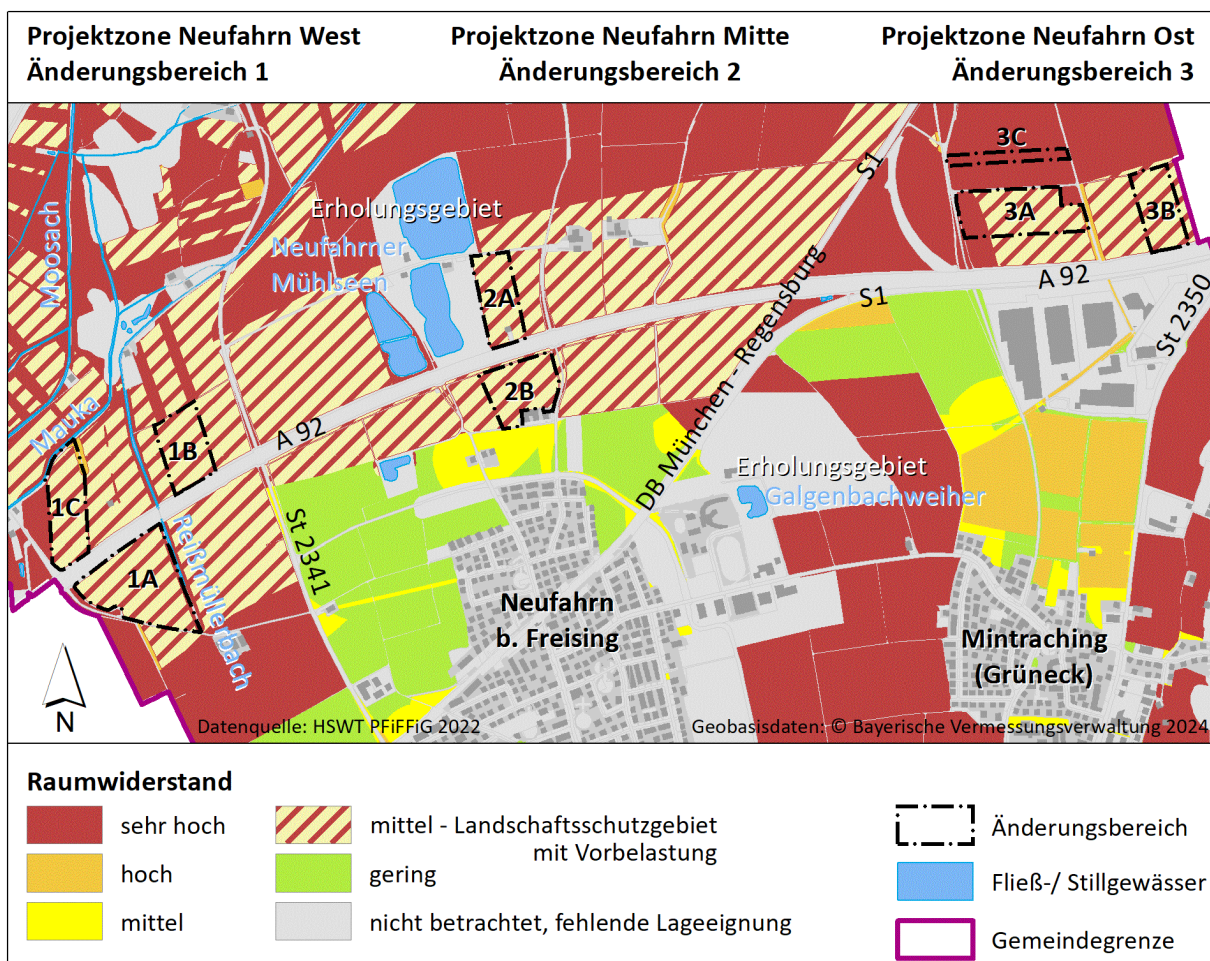 Projektzone Neufahrn West
Änderungsbereich 1
Projektzone Neufahrn Mitte
Änderungsbereich 2
Projektzone Neufahrn Ost
Änderungsbereich 3
3C
3A
3B
S1
Erholungsgebiet
Neufahrner
Mühlseen
Moosach
2A
2B
A 92
S1
St 2350
DB München - Regensburg
Mauka
1B
1C
1A
A 92
St 2341
Feißmüllerbach
Erholungsgebiet
Galgenbachweiher
Neufahrn
b. Freising
Mintraching
(Grüneck)
N
Datenquelle: HSWT PFiFFiG 2022
Geobasisdaten: © Bayerische Vermessungsverwaltung 2024
Raumwiderstand
sehr hoch
hoch
mittel
mittel - Landschaftsschutzgebiet
mit Vorbelastung
gering
nicht betrachtet, fehlende Lageeignung
Änderungsbereich
Fließ-/ Stillgewässer
Gemeindegrenze